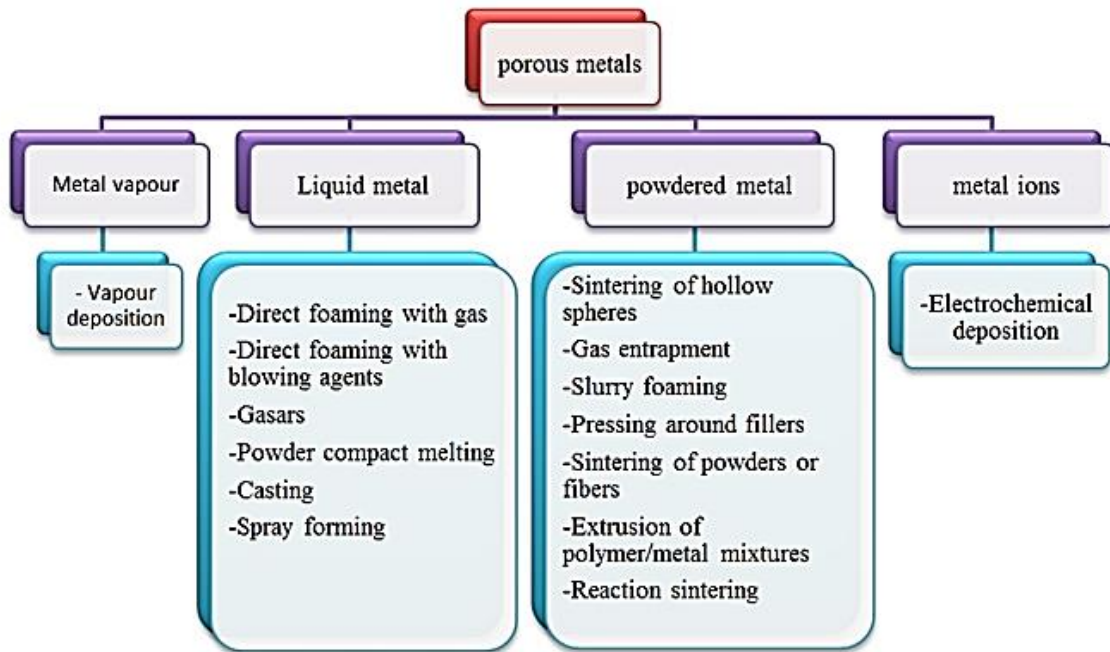 porous metals
Metal vapour
Liquid metal
powdered metal
metal ions
- Vapour
deposition
-Direct foaming with gas
-Direct foaming with
blowing agents
-Gasars
-Powder compact melting
-Casting
-Spray forming
-Sintering of hollow
spheres
-Gas entrapment
-Slurry foaming
-Pressing around fillers
-Sintering of powders or
fibers
-Extrusion of
polymer/metal mixtures
-Reaction sintering
-Electrochemical
deposition